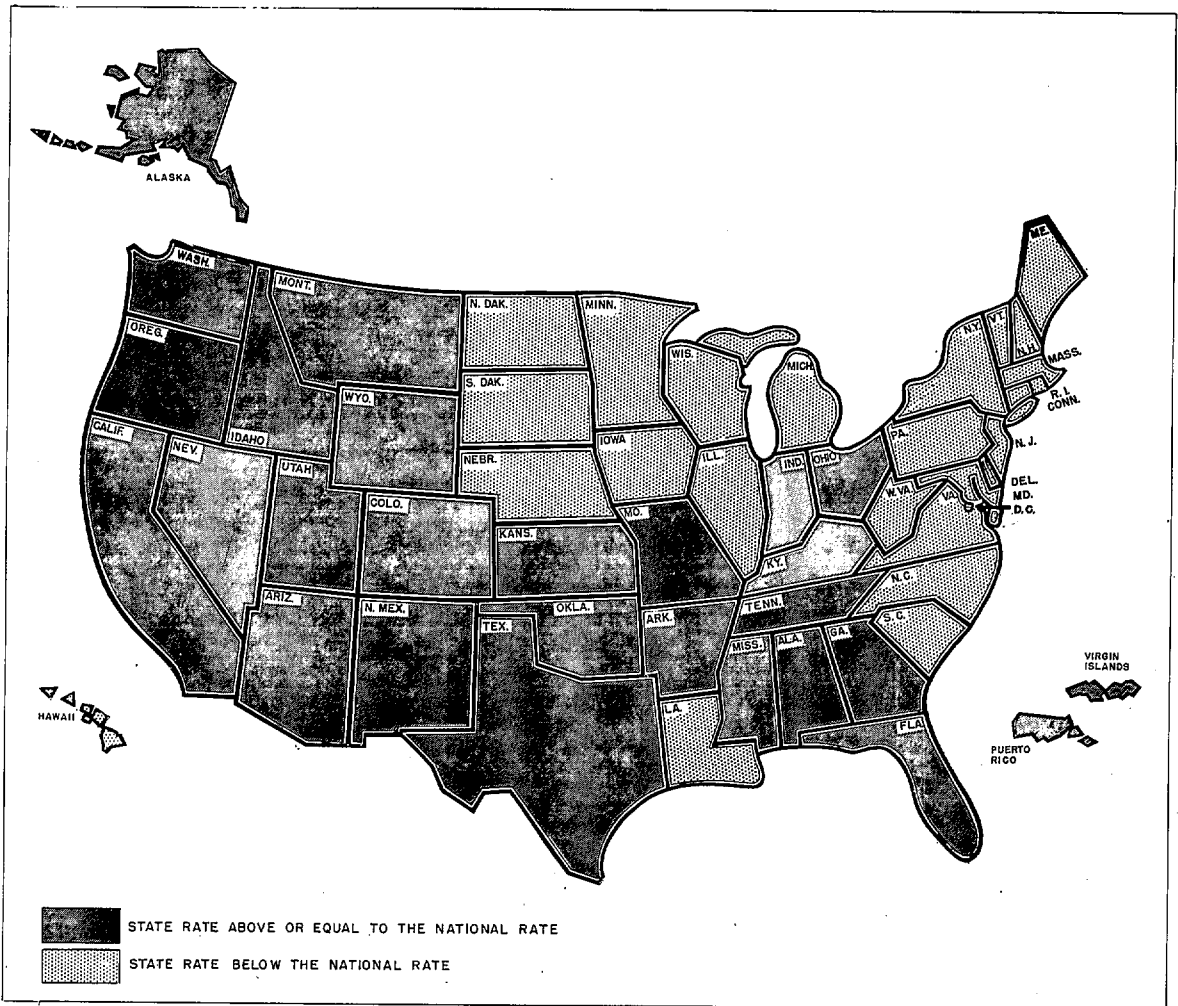 ALASKA
WASH.
MONT.
N. DAK.
MINN.
ME.
OREG.
IDAHO
WYO.
S. DAK.
WIS.
MICH.
N.Y.
VT.
N.H.
MASS.
R. I.
CONN.
CALIF.
NEV.
UTAH
COLO.
NEBR.
IOWA
ILL.
IND.
OHIO
PA.
N. J.
DEL.
MD.
D.C.
W. VA.
VA.
KANS.
MO.
KY.
ARIZ.
N. MEX.
OKLA.
TEX.
ARK.
TENN.
N. C.
S. C.
MISS.
ALA.
GA.
LA.
FLA.
HAWAII
VIRGIN
ISLANDS
PUERTO
RICO
STATE RATE ABOVE OR EQUAL TO THE NATIONAL RATE
STATE RATE BELOW THE NATIONAL RATE